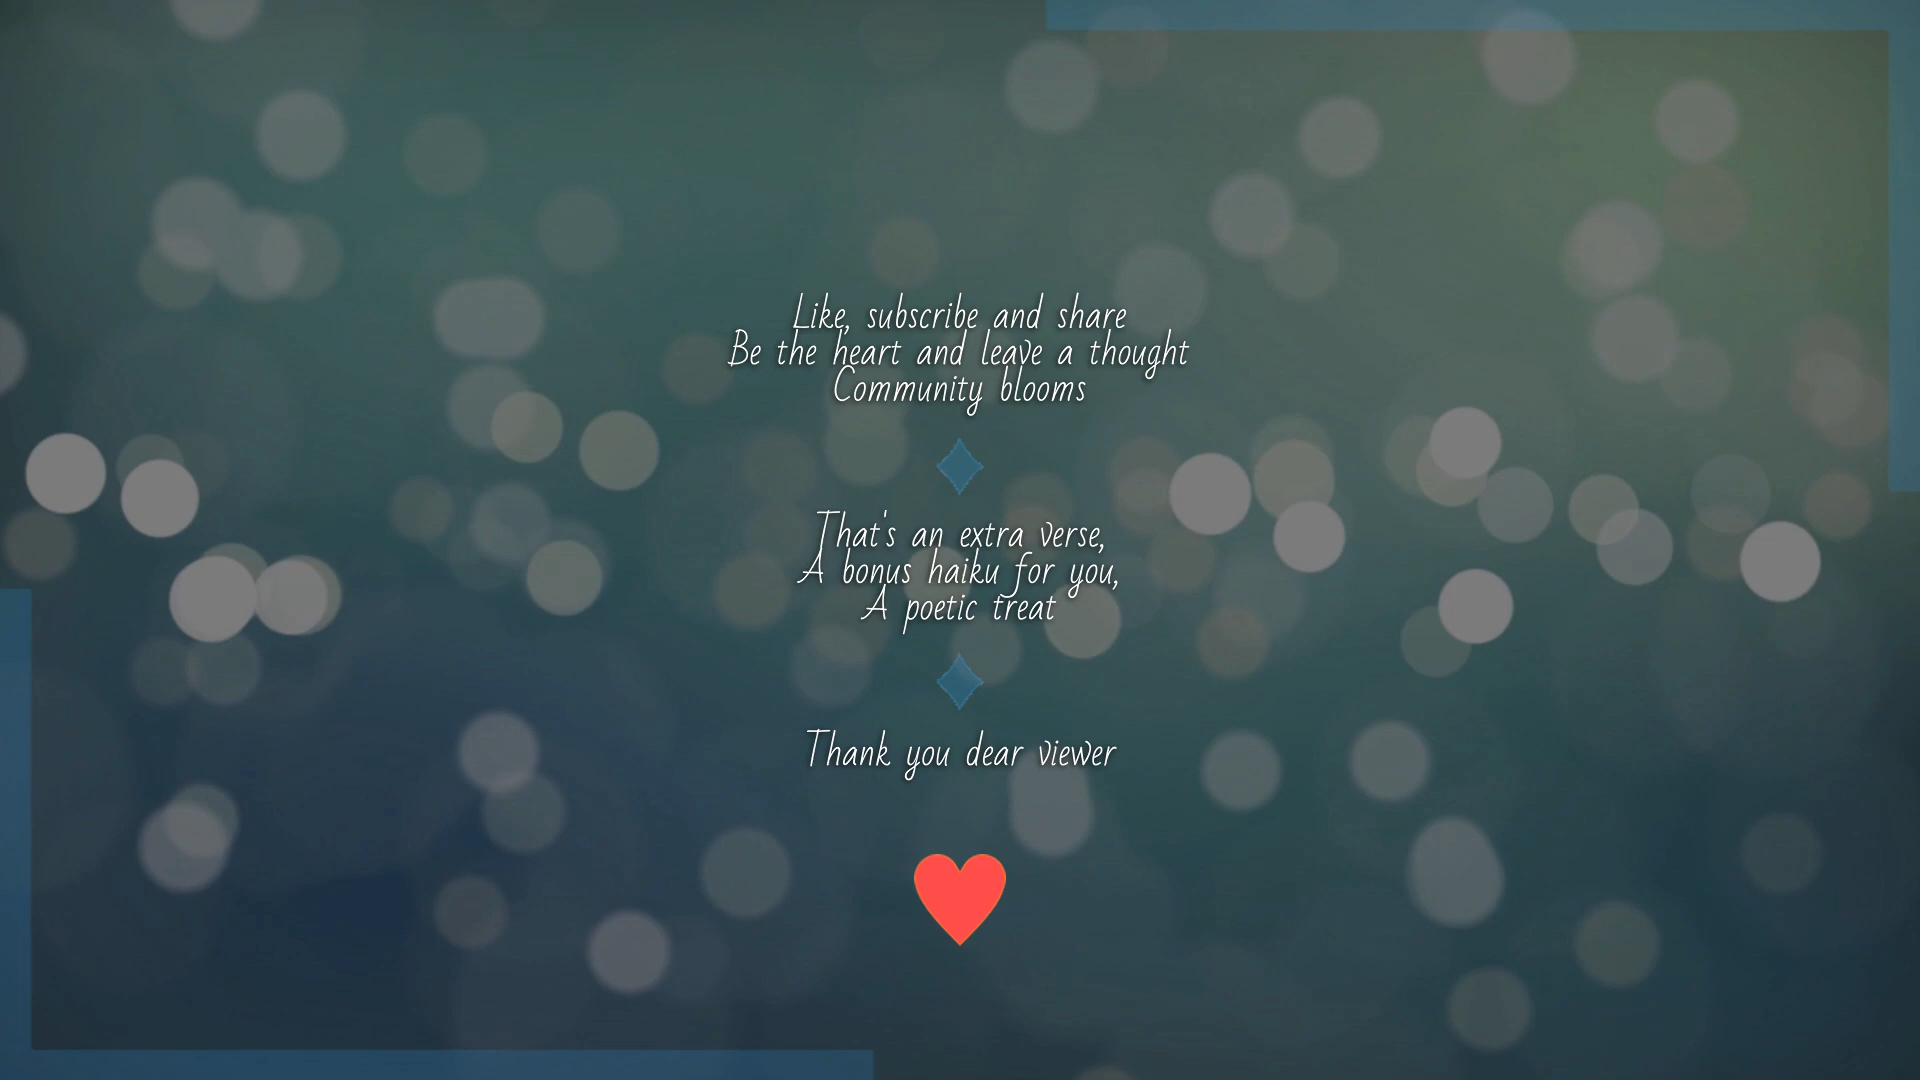 Like, subscribe and share
Be the heart and leave a thought
Community blooms
That's an extra verse,
A bonus haiku for you,
A poetic treat
Thank you dear viewer